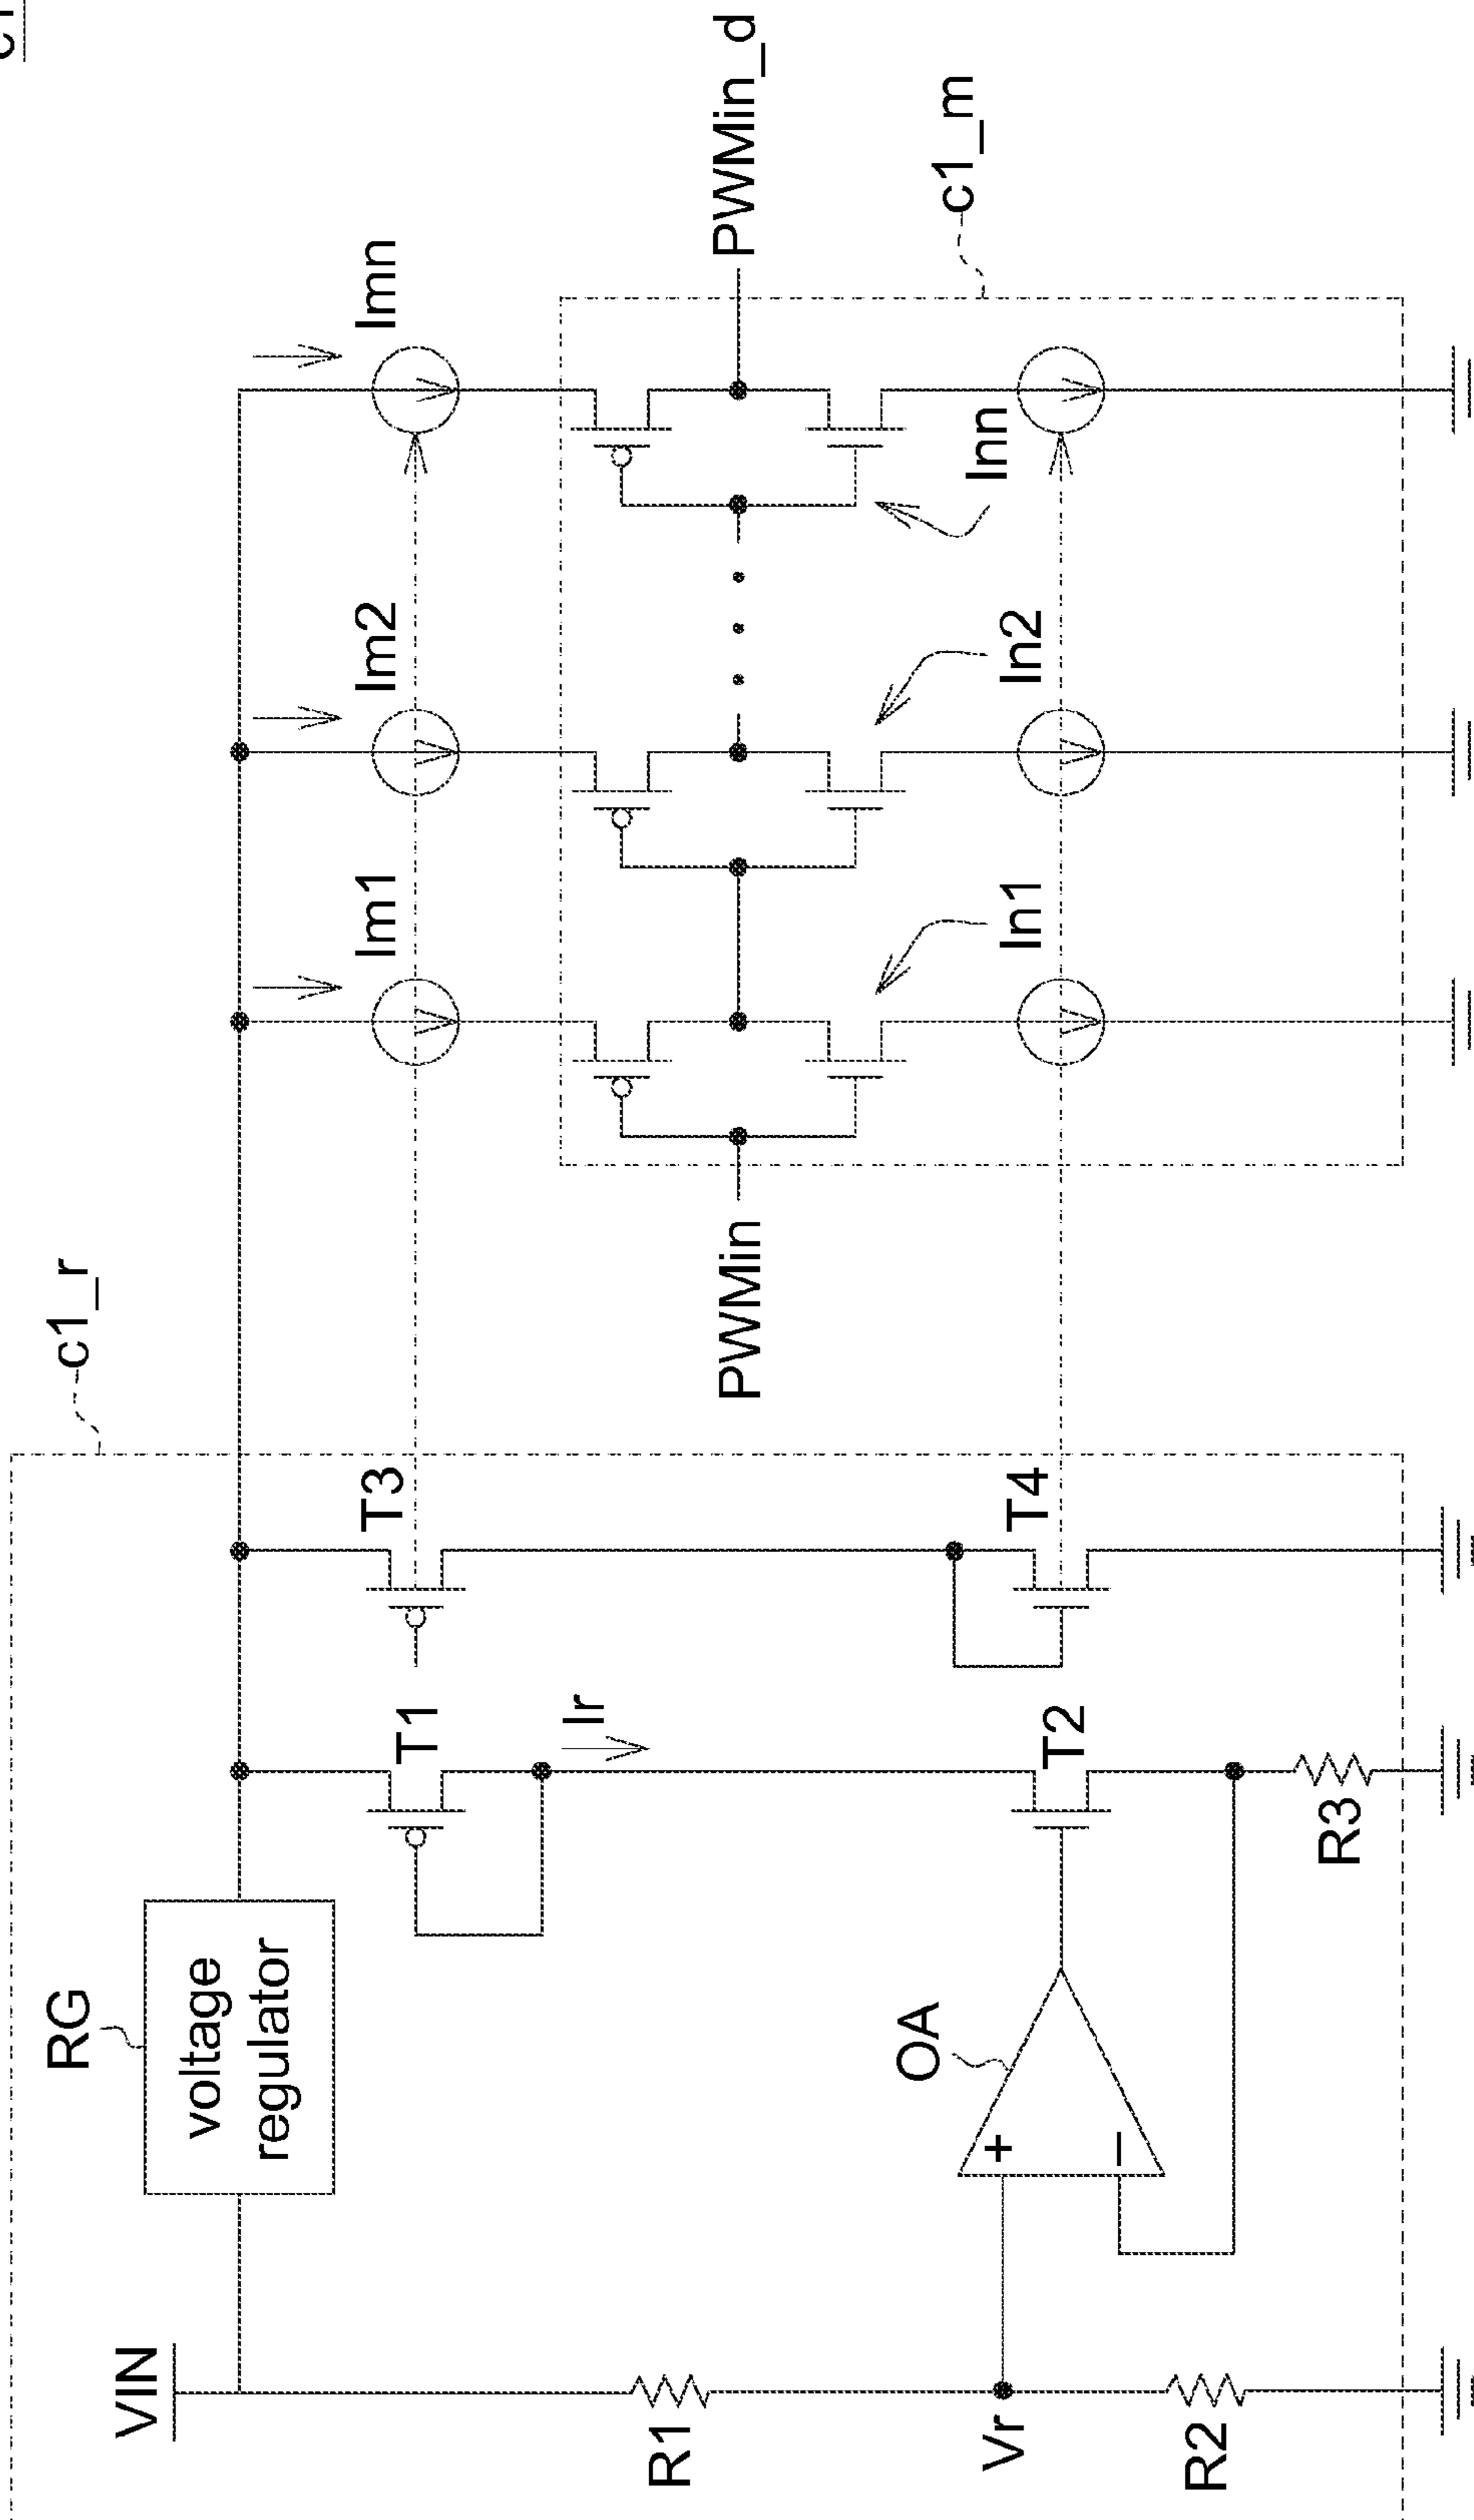 c1_r
RG
voltage
regulator
VIN
T1
T3
Im1
Im2
Imn
Ir
R1
PWMin
PWMin_d
OA
+
−
Vr
T2
T4
In1
In2
Inn
c1_m
R2
R3